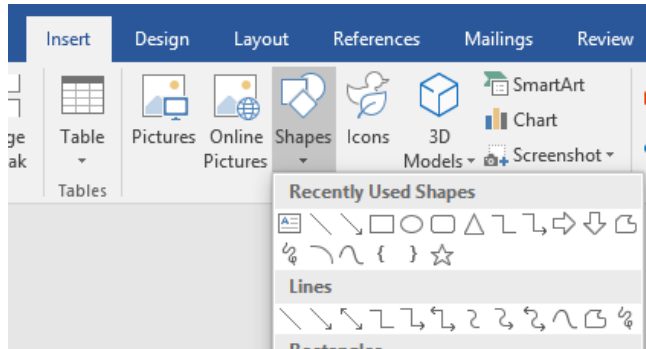 Insert Design Layout References Mailings Review
ge Table Pictures Online Shapes Icons 3D SmartArt
ak Pictures Models Chart
Screenshot
Tables
Recently Used Shapes
Lines
Rectangles